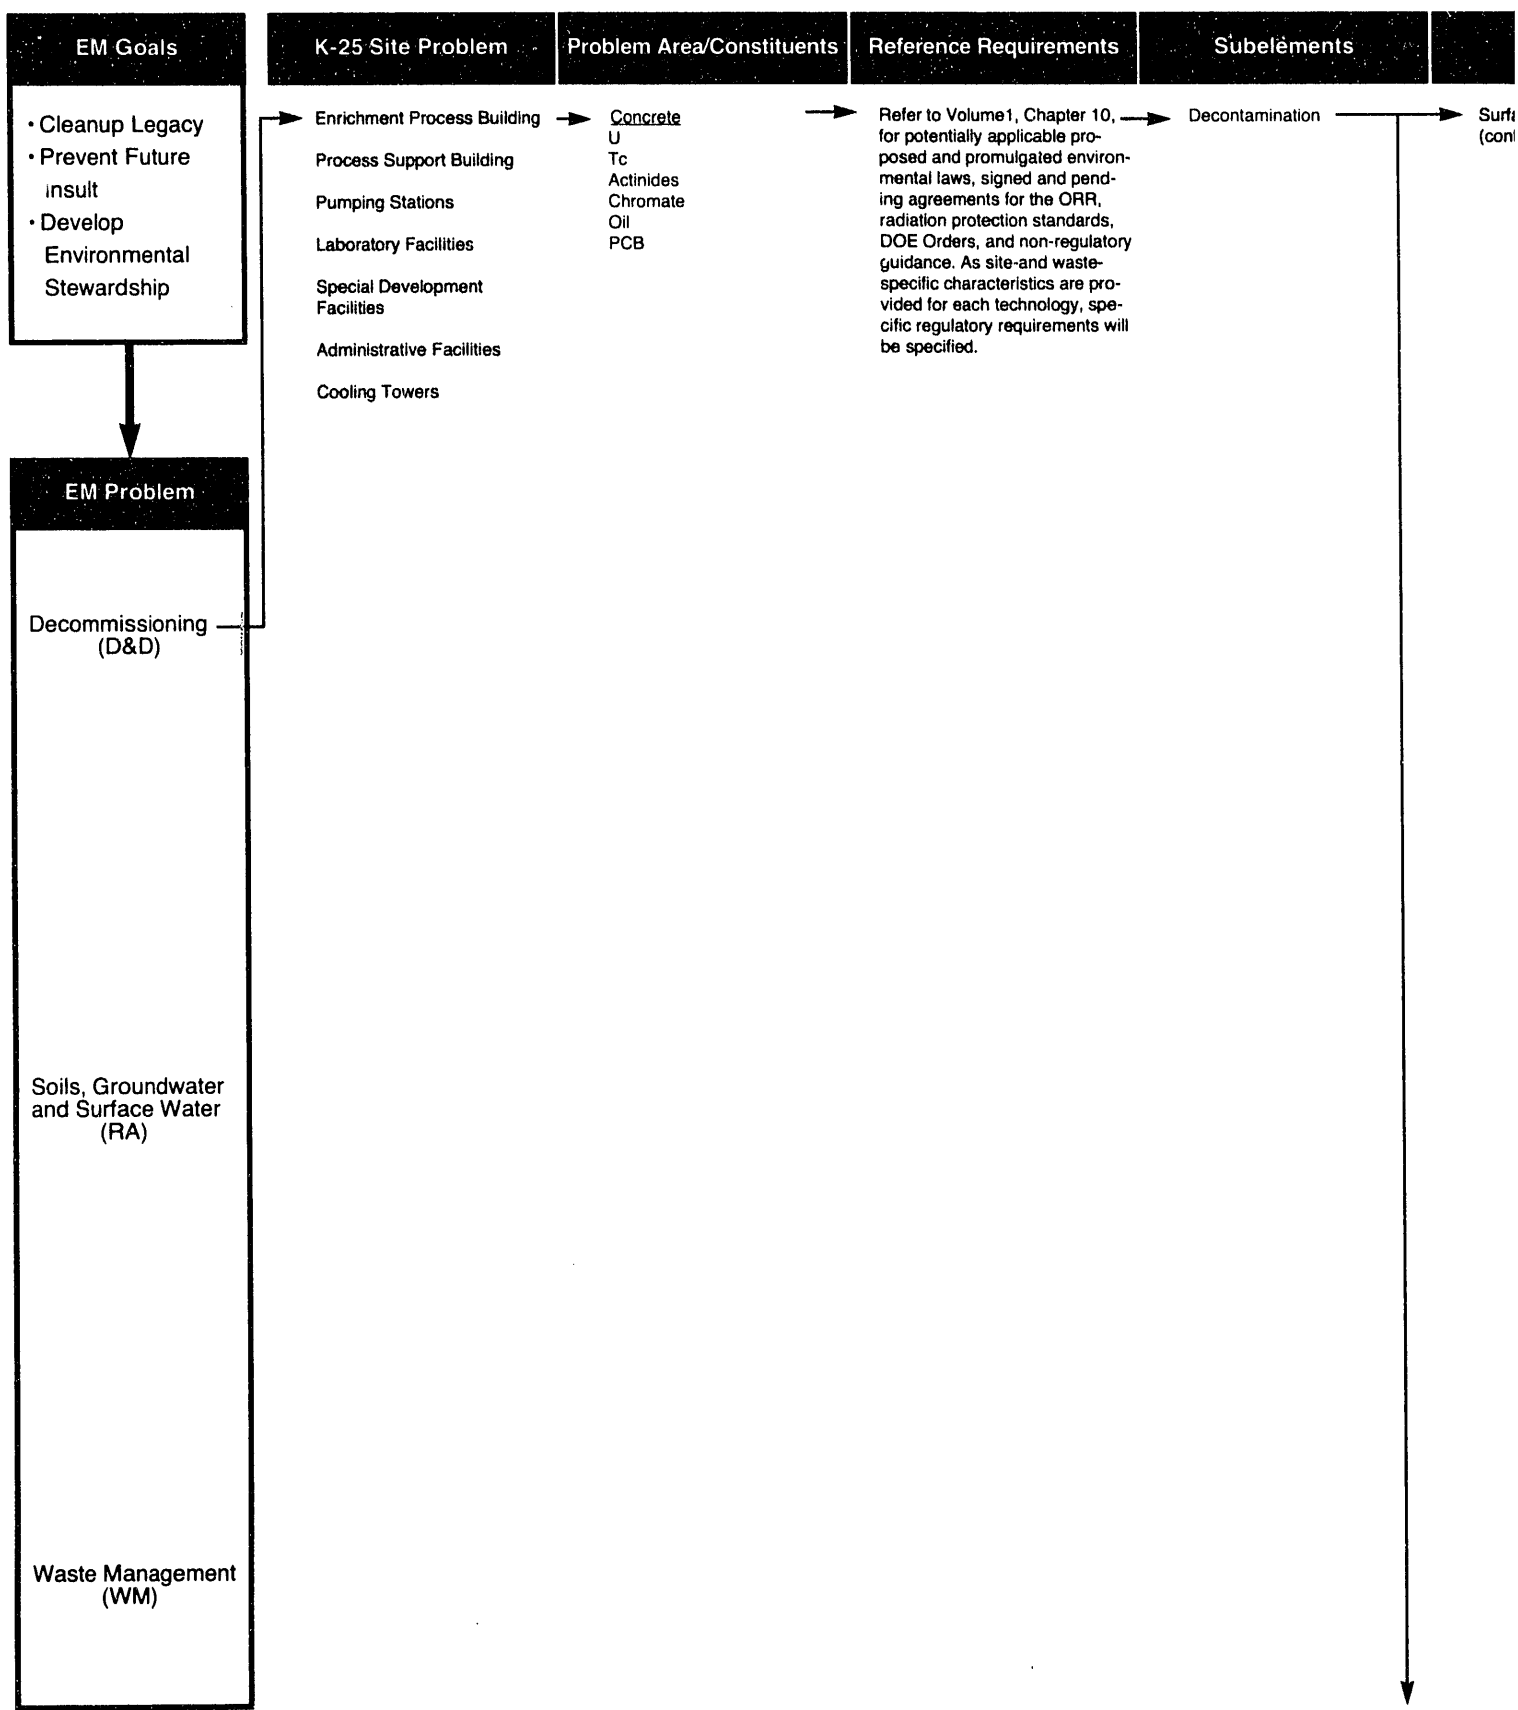 EM Goals
• Cleanup Legacy
• Prevent Future
insult
• Develop
Environmental
Stewardship
EM Problem
Decommissioning
(D&D)
Soils, Groundwater
and Surface Water
(RA)
Waste Management
(WM)
K-25 Site Problem
Enrichment Process Building
Process Support Building
Pumping Stations
Laboratory Facilities
Special Development
Facilities
Administrative Facilities
Cooling Towers
Problem Area/Constituents
Concrete
U
Tc
Actinides
Chromate
Oil
PCB
Reference Requirements
Refer to Volume1, Chapter 10,
for potentially applicable pro-
posed and promulgated environ-
mental laws, signed and pend-
ing agreements for the ORR,
radiation protection standards,
DOE Orders, and non-regulatory
guidance. As site-and waste-
specific characteristics are pro-
vided for each technology, spe-
cific regulatory requirements will
be specified.
Subelements
Decontamination